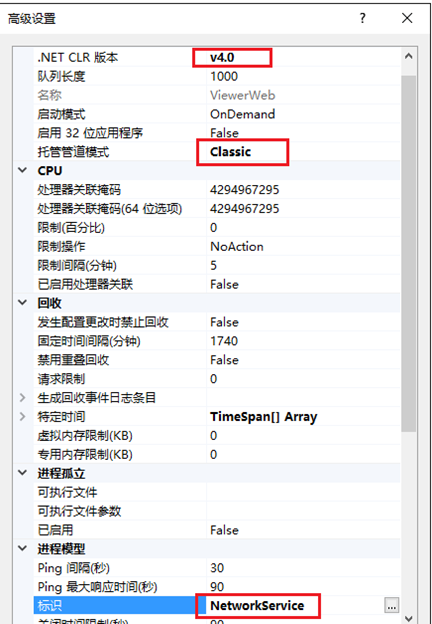 高级设置 ? ×
.NET CLR 版本 v4.0
队列长度 1000
名称 ViewerWeb
启动模式 OnDemand
启用 32 位应用程序 False
托管管道模式 Classic
CPU
处理器关联掩码 4294967295
处理器关联掩码(64 位选项) 4294967295
限制(百分比) 0
限制操作 NoAction
限制间隔(分钟) 5
已启用处理器关联 False
回收
发生配置更改时禁止回收 False
固定时间间隔(分钟) 1740
禁用重叠回收 False
请求限制 0
生成回收事件日志条目
特定时间 TimeSpan[] Array
虚拟内存限制(KB) 0
专用内存限制(KB) 0
进程孤立
可执行文件
可执行文件参数
已启用 False
进程模型
Ping 间隔(秒) 30
Ping 最大响应时间(秒) 90
标识 NetworkService ...
关闭时间限制(秒) 90